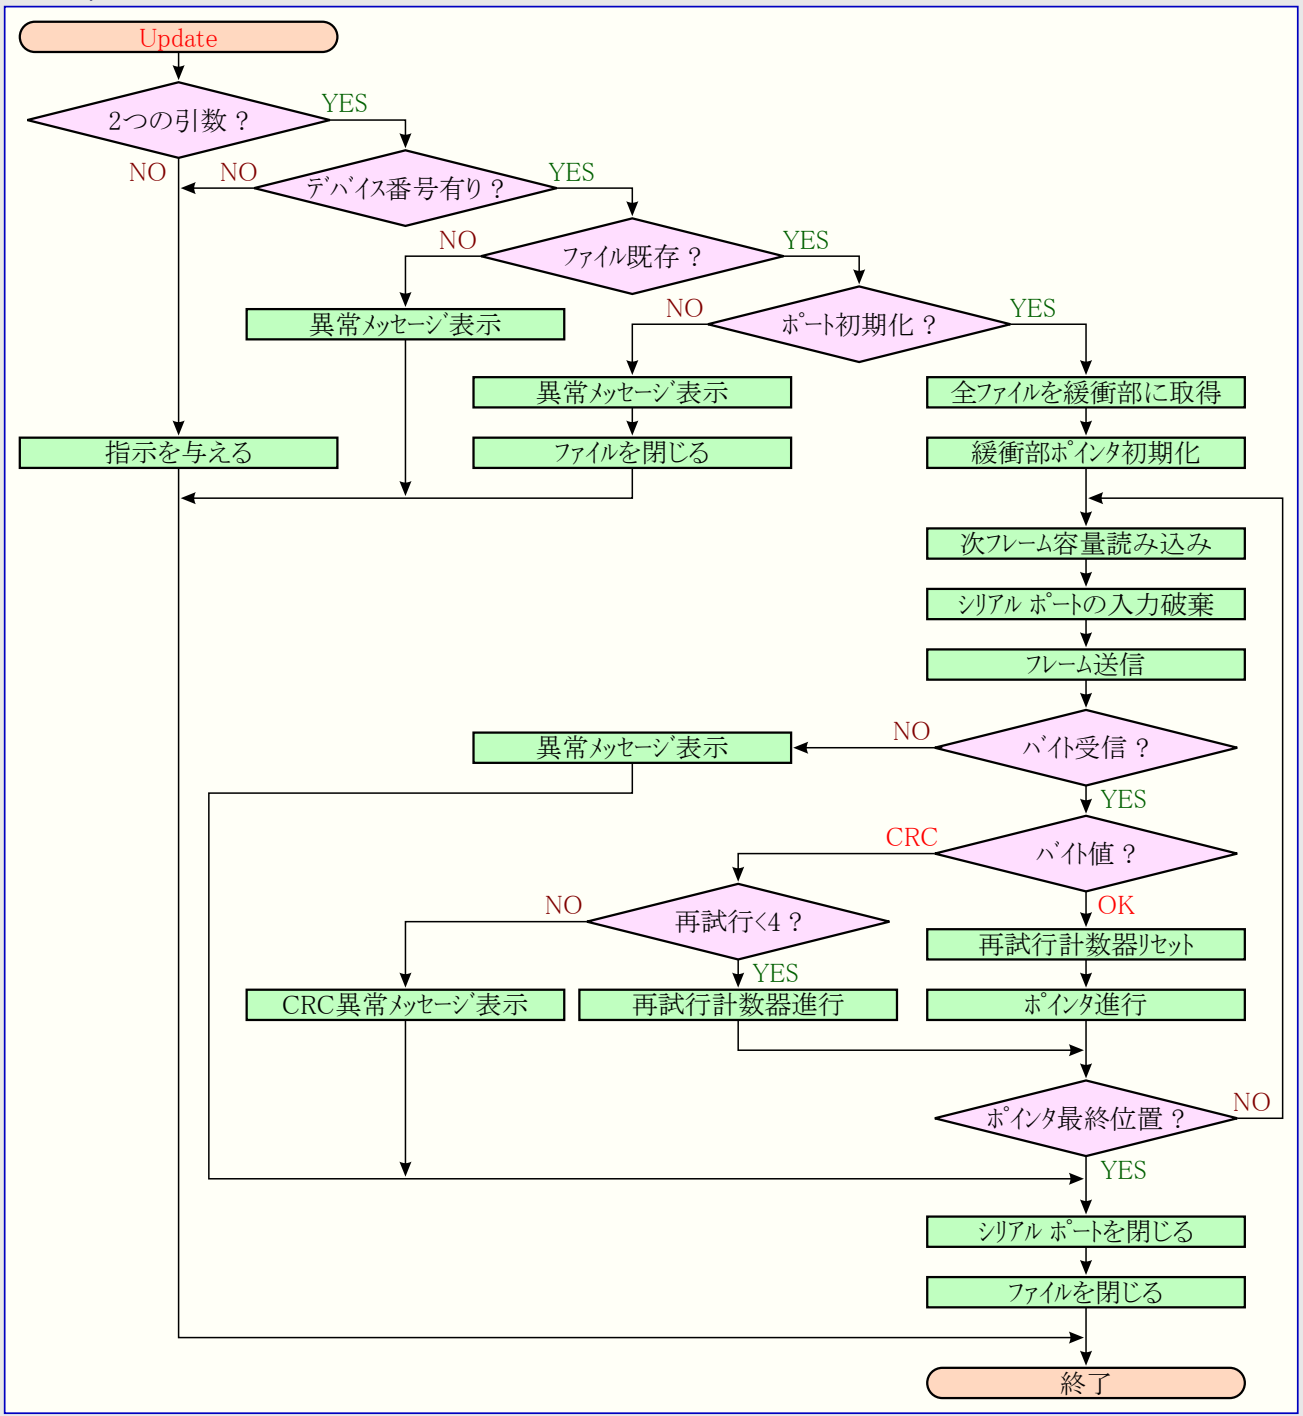 Update
YES
2つの引数 ?
NO
NO
YES
デバイス番号有り ?
NO
YES
ファイル既存 ?
NO
YES
異常メッセージ表示
ポート初期化 ?
異常メッセージ表示
全ファイルを緩衝部に取得
指示を与える
ファイルを閉じる
緩衝部ポインタ初期化
次フレーム容量読み込み
シリアル ポートの入力破棄
フレーム送信
NO
異常メッセージ表示
バイト受信 ?
YES
CRC
バイト値 ?
NO
OK
再試行<4 ?
再試行計数器リセット
YES
CRC異常メッセージ表示
再試行計数器進行
ポインタ進行
NO
ポインタ最終位置 ?
YES
シリアル ポートを閉じる
ファイルを閉じる
終了